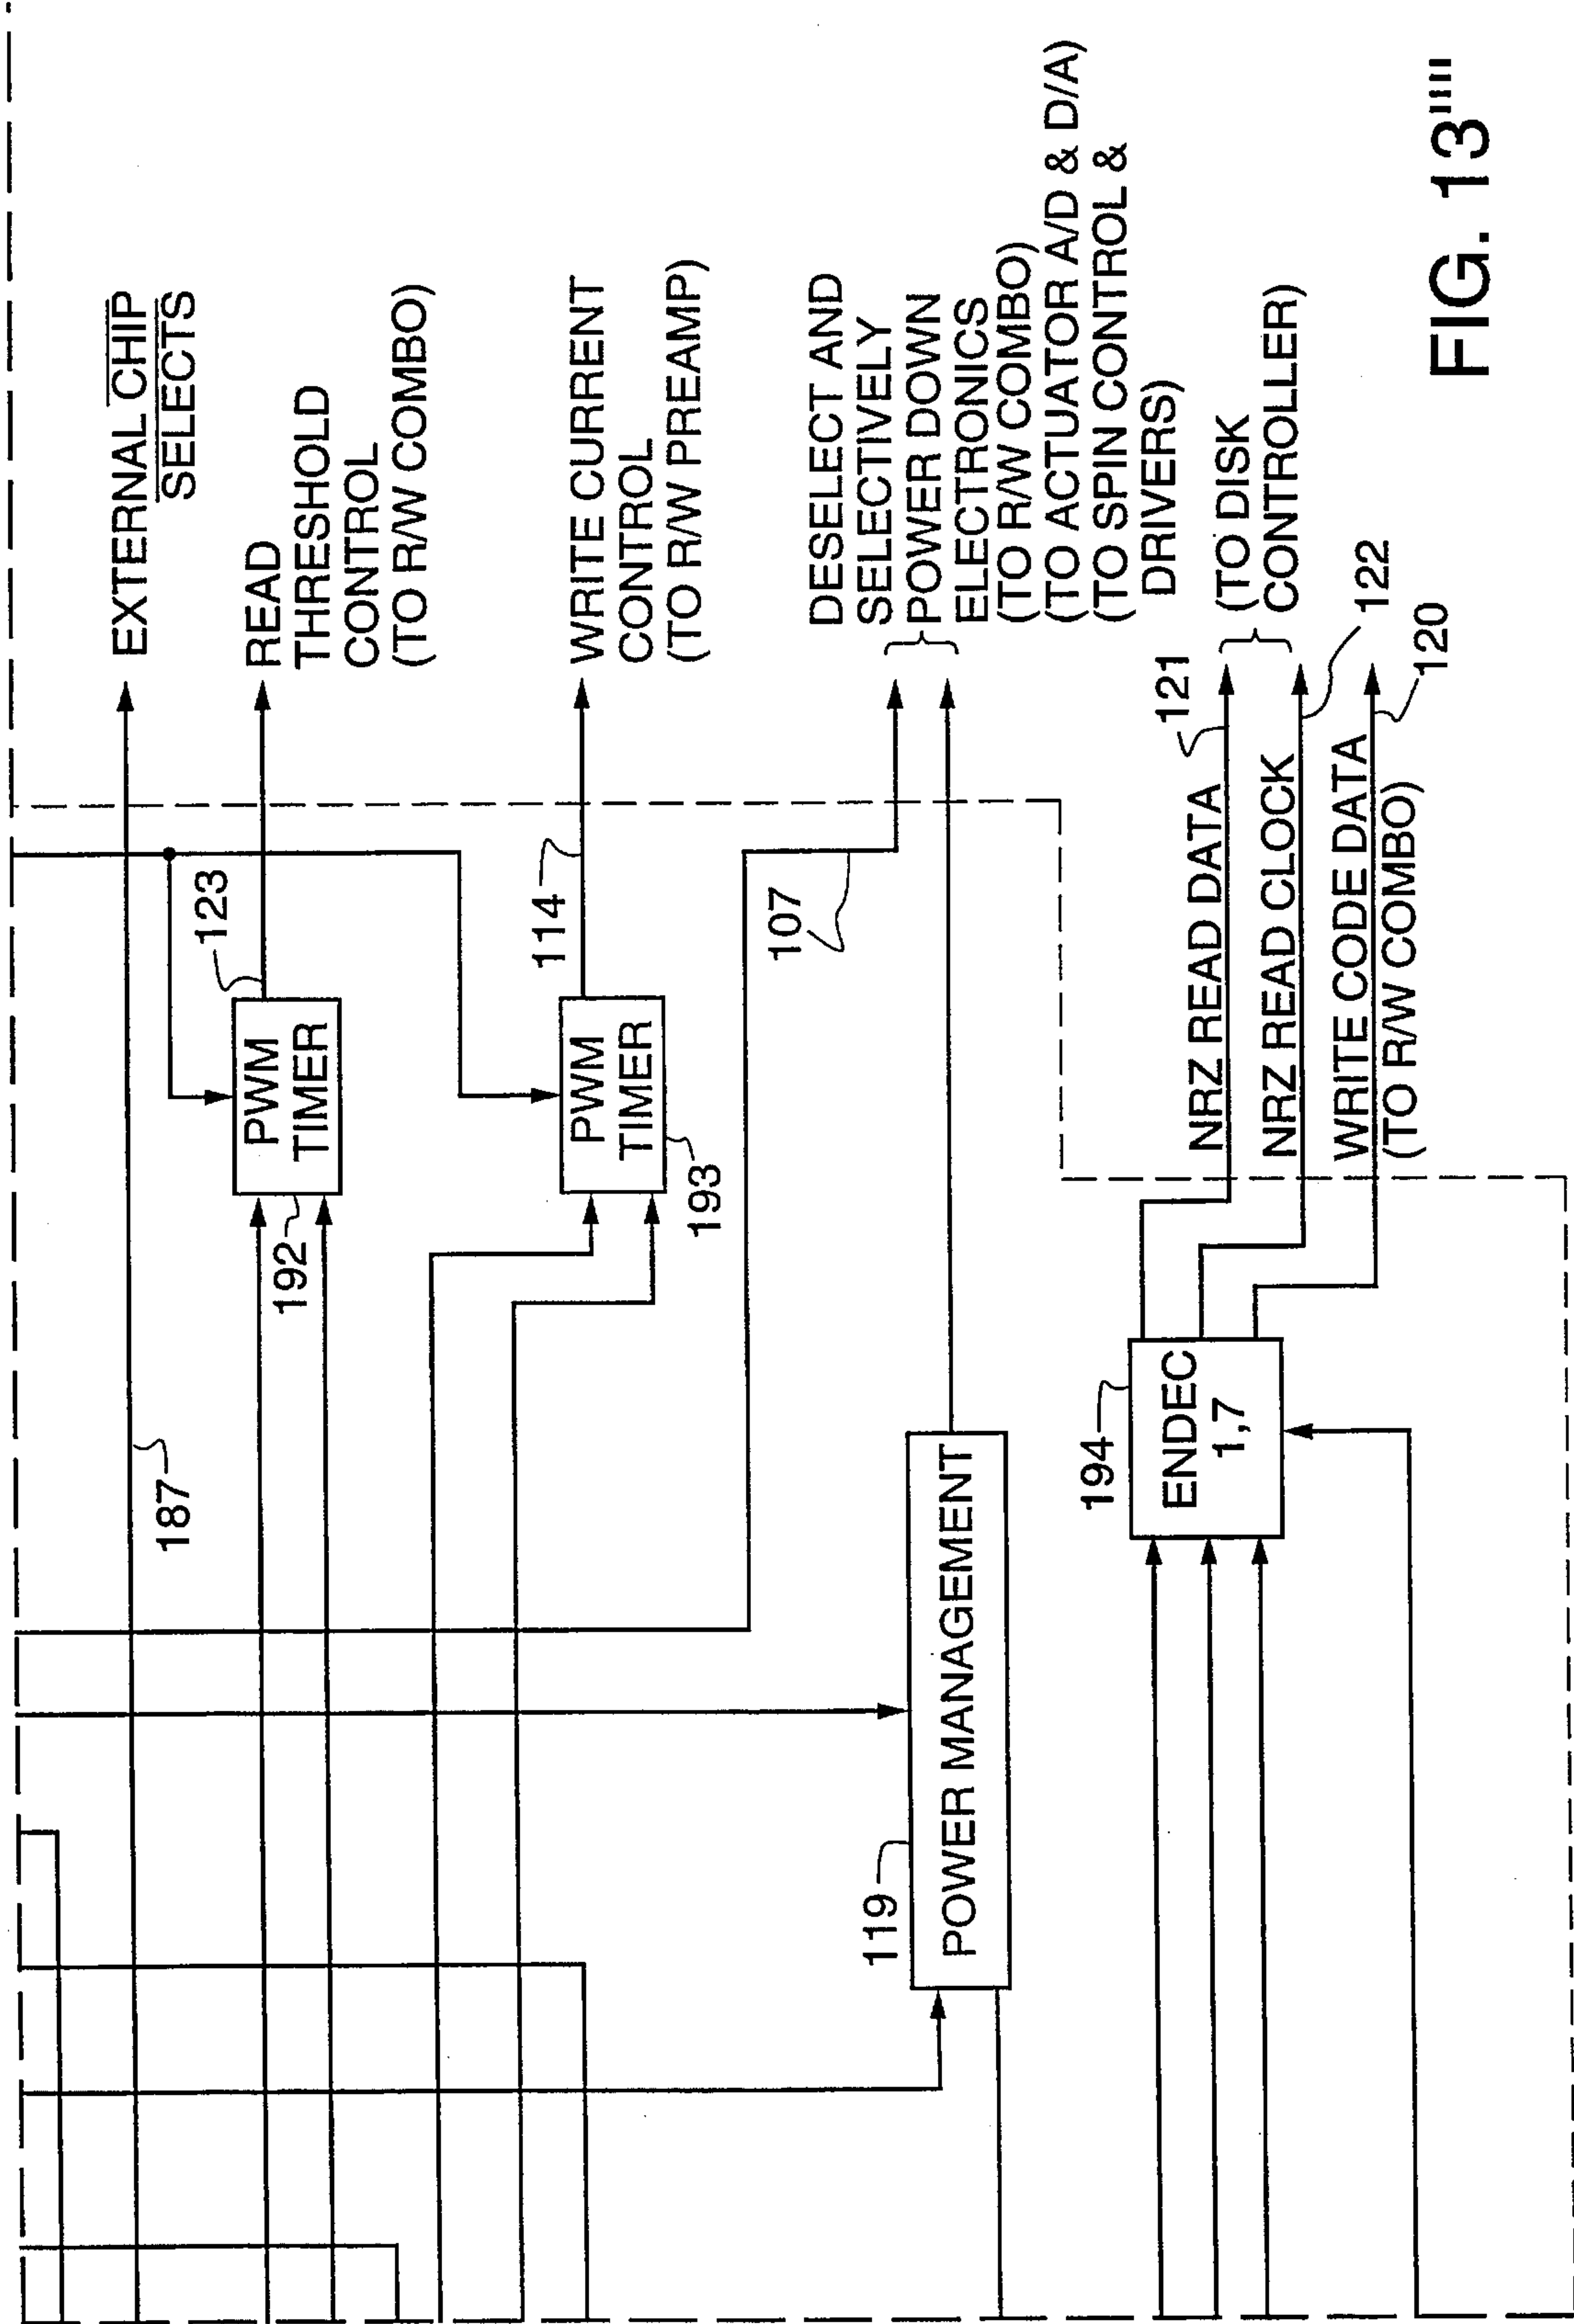 EXTERNAL CHIP
SELECTS
187
READ
THRESHOLD
CONTROL
(TO R/W COMBO)
123
PWM
TIMER
192
WRITE CURRENT
CONTROL
(TO R/W PREAMP)
114
PWM
TIMER
193
107
DESELECT AND
SELECTIVELY
POWER DOWN
ELECTRONICS
(TO R/W COMBO)
(TO ACTUATOR A/D & D/A)
(TO SPIN CONTROL &
DRIVERS)
119
POWER MANAGEMENT
194
ENDEC
1,7
NRZ READ DATA
121
(TO DISK
CONTROLLER)
NRZ READ CLOCK
122
WRITE CODE DATA
(TO R/W COMBO)
120
FIG. 13'''''